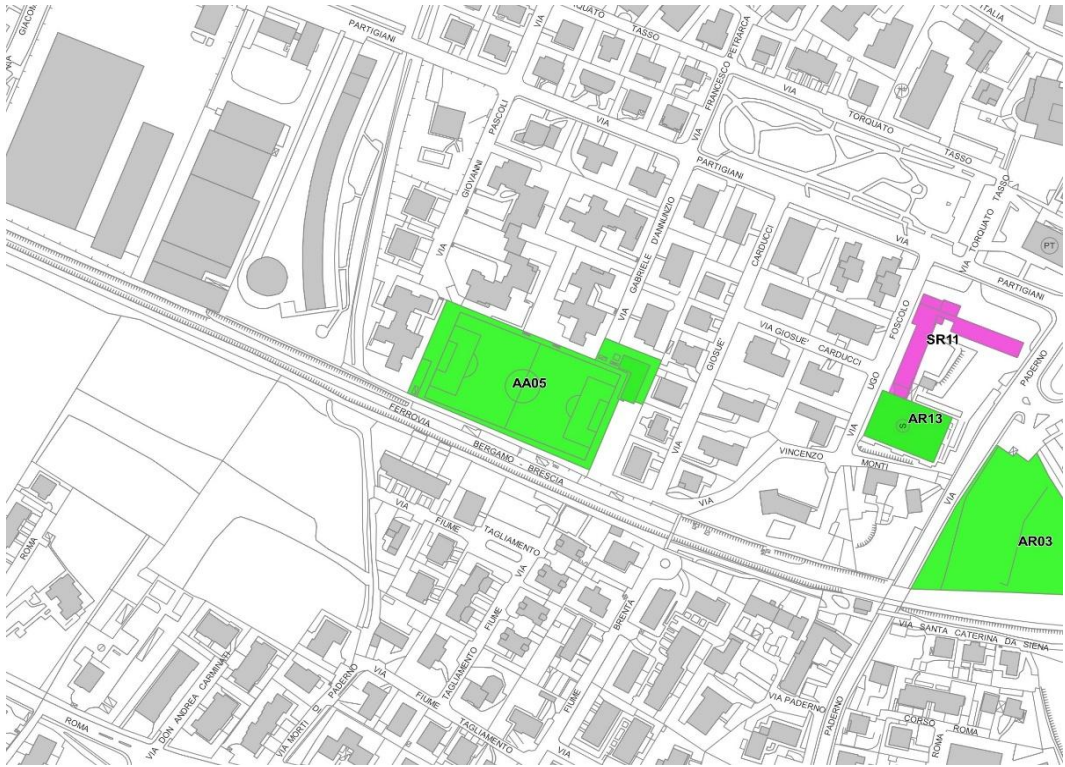 GIACOM
VIA
PARTIGIANI
VIA
TORQUATO
TASSO
VIA FRANCESCO PETRARCA
ITALIA
VIA GIOVANNI PASCOLI
VIA
PARTIGIANI
VIA
TORQUATO
TASSO
VIA GABRIELE D'ANNUNZIO
VIA GIOSUE' CARDUCCI
VIA
VIA TORQUATO TASSO
PT
PARTIGIANI
VIA GIOSUE' CARDUCCI
VIA UGO FOSCOLO
SR11
PADERNO
AA05
AR13
S
FERROVIA
BERGAMO - BRESCIA
VIA
VINCENZO
MONTI
VIA
AR03
ROMA
VIA
FIUME
TAGLIAMENTO
VIA FIUME TAGLIAMENTO
VIA FIUME BRENTA
VIA SANTA CATERINA DA SIENA
VIA DON ANDREA CARMINATI
VIA MORTI DI PADERNO
VIA
FIUME
TAGLIAMENTO
VIA
VIA PADERNO
PADERNO
CORSO ROMA
ROMA
ROMA